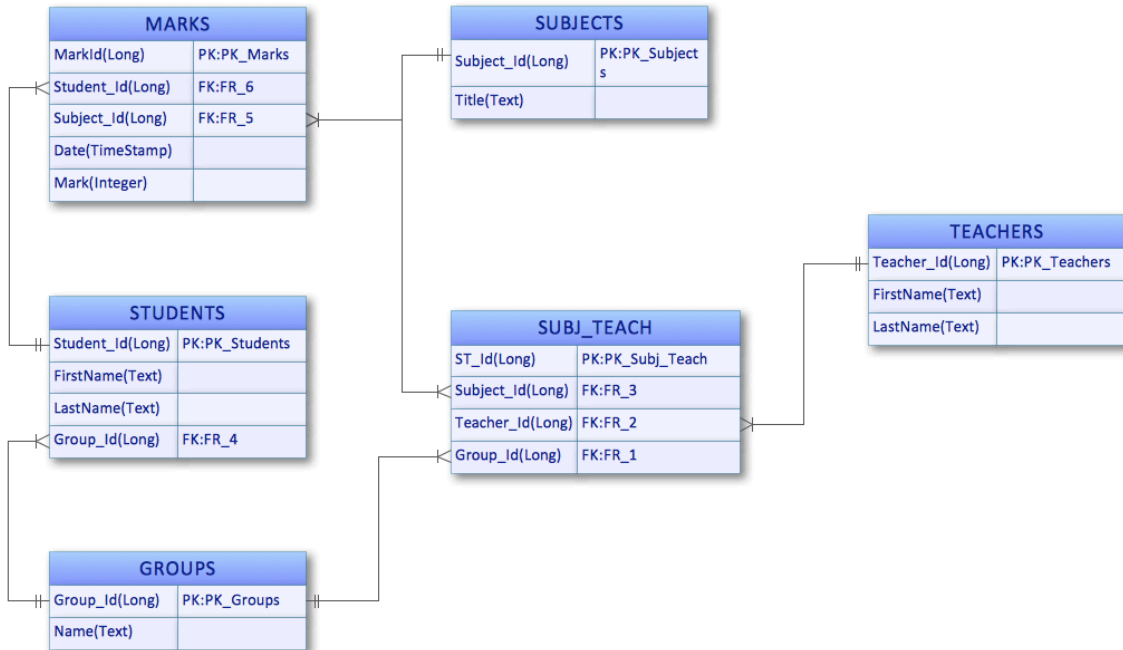 MARKS
MarkId(Long) PK:PK_Marks
Student_Id(Long) FK:FR_6
Subject_Id(Long) FK:FR_5
Date(TimeStamp)
Mark(Integer)
SUBJECTS
Subject_Id(Long) PK:PK_Subject
s
Title(Text)
TEACHERS
Teacher_Id(Long) PK:PK_Teachers
FirstName(Text)
LastName(Text)
STUDENTS
Student_Id(Long) PK:PK_Students
FirstName(Text)
LastName(Text)
Group_Id(Long) FK:FR_4
SUBJ_TEACH
ST_Id(Long) PK:PK_Subj_Teach
Subject_Id(Long) FK:FR_3
Teacher_Id(Long) FK:FR_2
Group_Id(Long) FK:FR_1
GROUPS
Group_Id(Long) PK:PK_Groups
Name(Text)